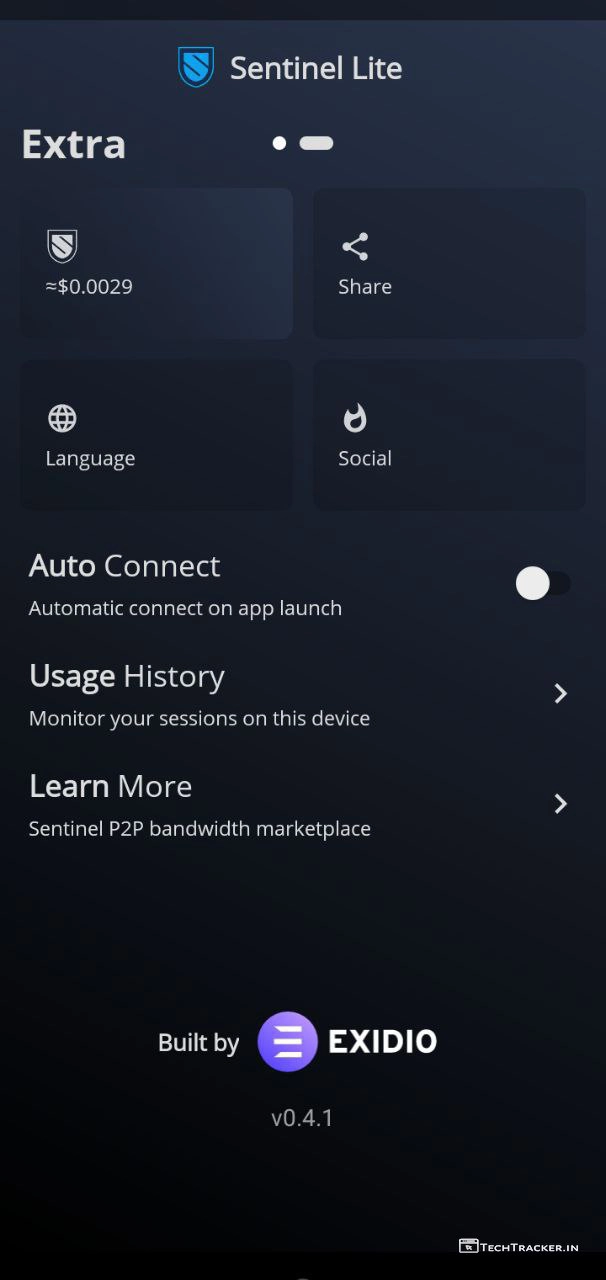 Sentinel Lite
Extra
≈$0.0029
Share
Language
Social
Auto Connect
Automatic connect on app launch
Usage History
Monitor your sessions on this device
Learn More
Sentinel P2P bandwidth marketplace
Built by EXIDIO
v0.4.1
TECHTRACKER.IN